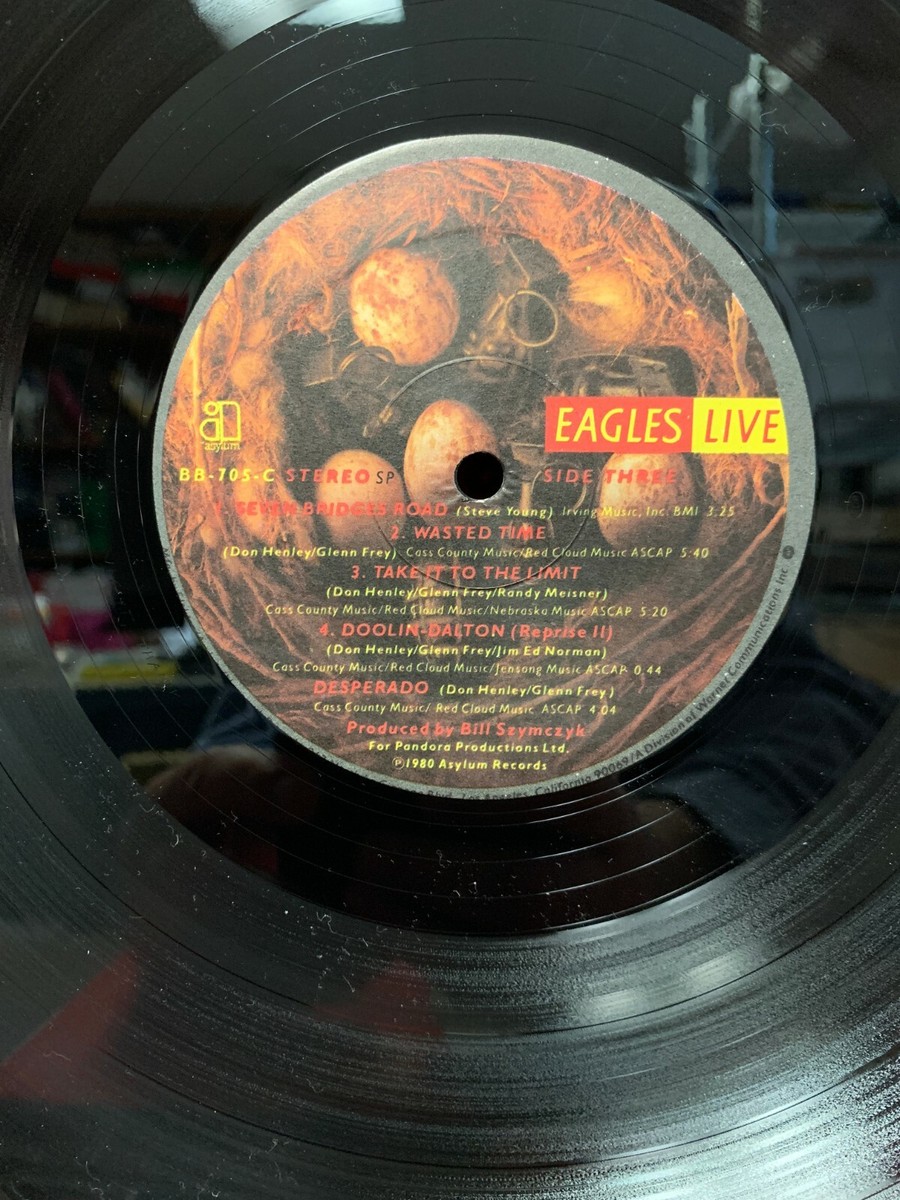 EAGLES LIVE
asylum
BB-705-C STEREO SP SIDE THREE
1. SEVEN BRIDGES ROAD (Steve Young) Irving Music, Inc. BMI 3:25
2. WASTED TIME
(Don Henley/Glenn Frey) Cass County Music/Red Cloud Music ASCAP 5:40
3. TAKE IT TO THE LIMIT
(Don Henley/Glenn Frey/Randy Meisner)
Cass County Music/Red Cloud Music/Nebraska Music ASCAP 5:20
4. DOOLIN-DALTON (Reprise II)
(Don Henley/Glenn Frey/Jim Ed Norman)
Cass County Music/Red Cloud Music/Jensong Music ASCAP 0:44
DESPERADO (Don Henley/Glenn Frey)
Cass County Music/ Red Cloud Music ASCAP 4:04
Produced by Bill Szymczyk
For Pandora Productions Ltd.
℗1980 Asylum Records
Blvd., Los Angeles, California 90069/A Division of Warner Communications Inc